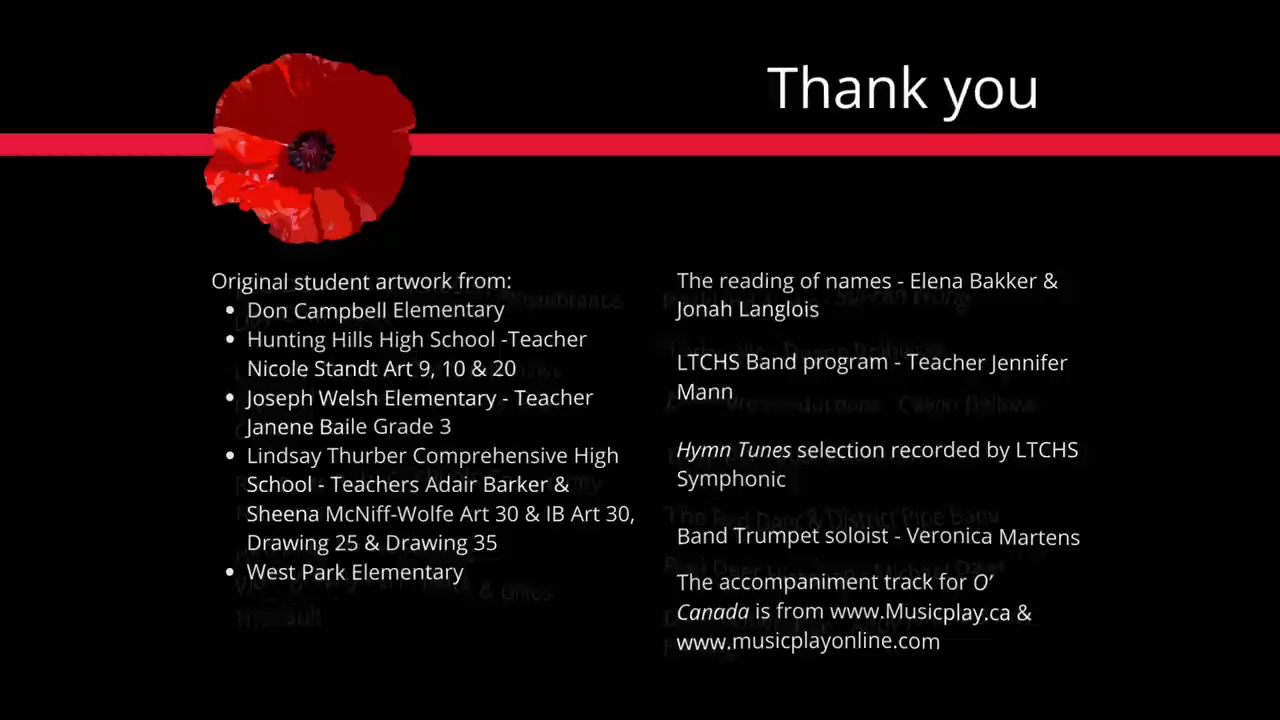 Thank you
Original student artwork from:
• Don Campbell Elementary
• Hunting Hills High School -Teacher
Nicole Standt Art 9, 10 & 20
• Joseph Welsh Elementary - Teacher
Janene Baile Grade 3
• Lindsay Thurber Comprehensive High
School - Teachers Adair Barker &
Sheena McNiff-Wolfe Art 30 & IB Art 30,
Drawing 25 & Drawing 35
• West Park Elementary
The reading of names - Elena Bakker &
Jonah Langlois
LTCHS Band program - Teacher Jennifer
Mann
Hymn Tunes selection recorded by LTCHS
Symphonic
Band Trumpet soloist - Veronica Martens
The accompaniment track for O’
Canada is from www.Musicplay.ca &
www.musicplayonline.com